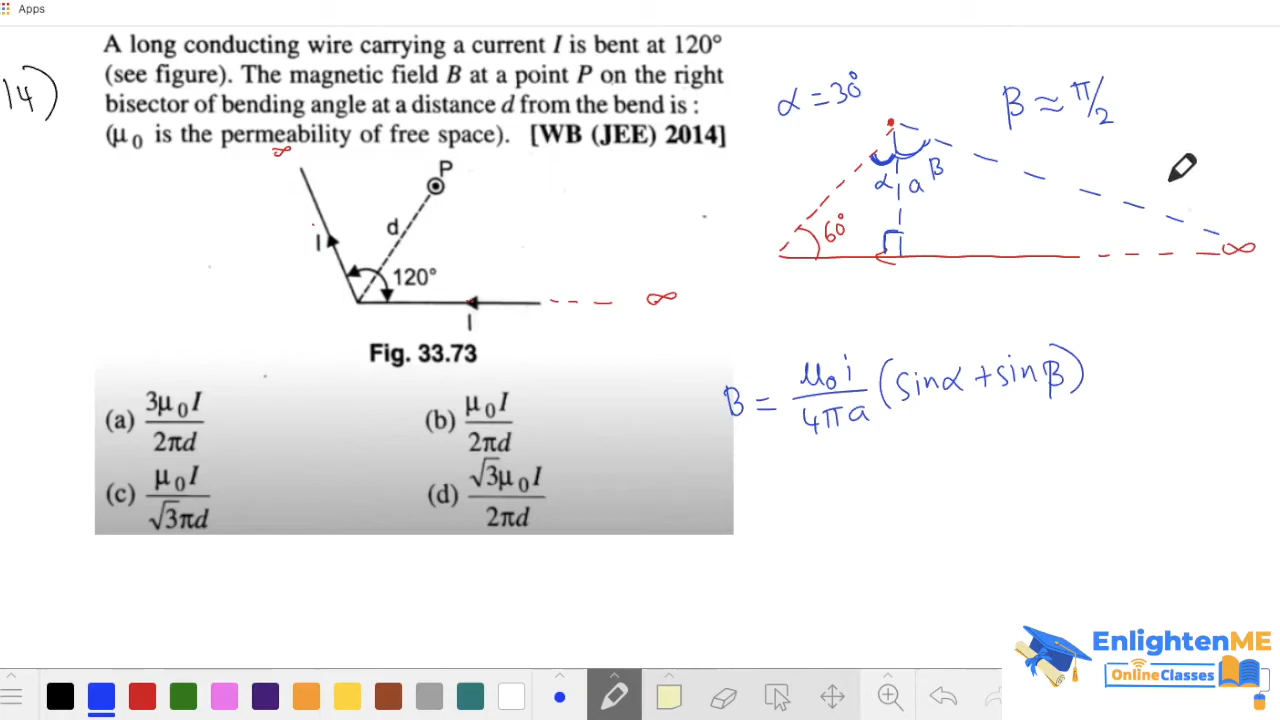 Apps
14)
A long conducting wire carrying a current I is bent at 120°
(see figure). The magnetic field B at a point P on the right
bisector of bending angle at a distance d from the bend is :
(μ₀ is the permeability of free space). [WB (JEE) 2014]
∞
P
d
I
120°
∞
I
Fig. 33.73
(a) 3μ₀I / 2πd
(b) μ₀I / 2πd
(c) μ₀I / √3πd
(d) √3μ₀I / 2πd
α = 30°
β ≈ π/2
α a β
60°
∞
B = μ₀i / 4πa (sinα + sinβ)
EnlightenME
OnlineClasses